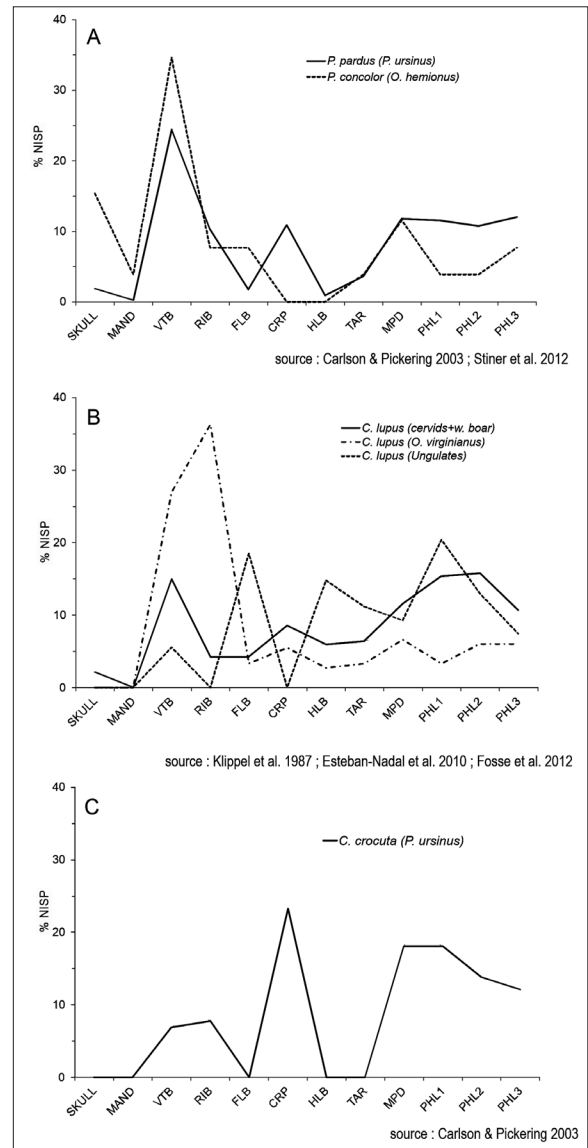 A
P. pardus (P. ursinus)
P. concolor (O. hemionus)
% NISP
40
30
20
10
0
SKULL MAND VTB RIB FLB CRP HLB TAR MPD PHL1 PHL2 PHL3
source : Carlson & Pickering 2003 ; Stiner et al. 2012
B
C. lupus (cervids+w. boar)
C. lupus (O. virginianus)
C. lupus (Ungulates)
% NISP
40
30
20
10
0
SKULL MAND VTB RIB FLB CRP HLB TAR MPD PHL1 PHL2 PHL3
source : Klippel et al. 1987 ; Esteban-Nadal et al. 2010 ; Fosse et al. 2012
C
C. crocuta (P. ursinus)
% NISP
40
30
20
10
0
SKULL MAND VTB RIB FLB CRP HLB TAR MPD PHL1 PHL2 PHL3
source : Carlson & Pickering 2003